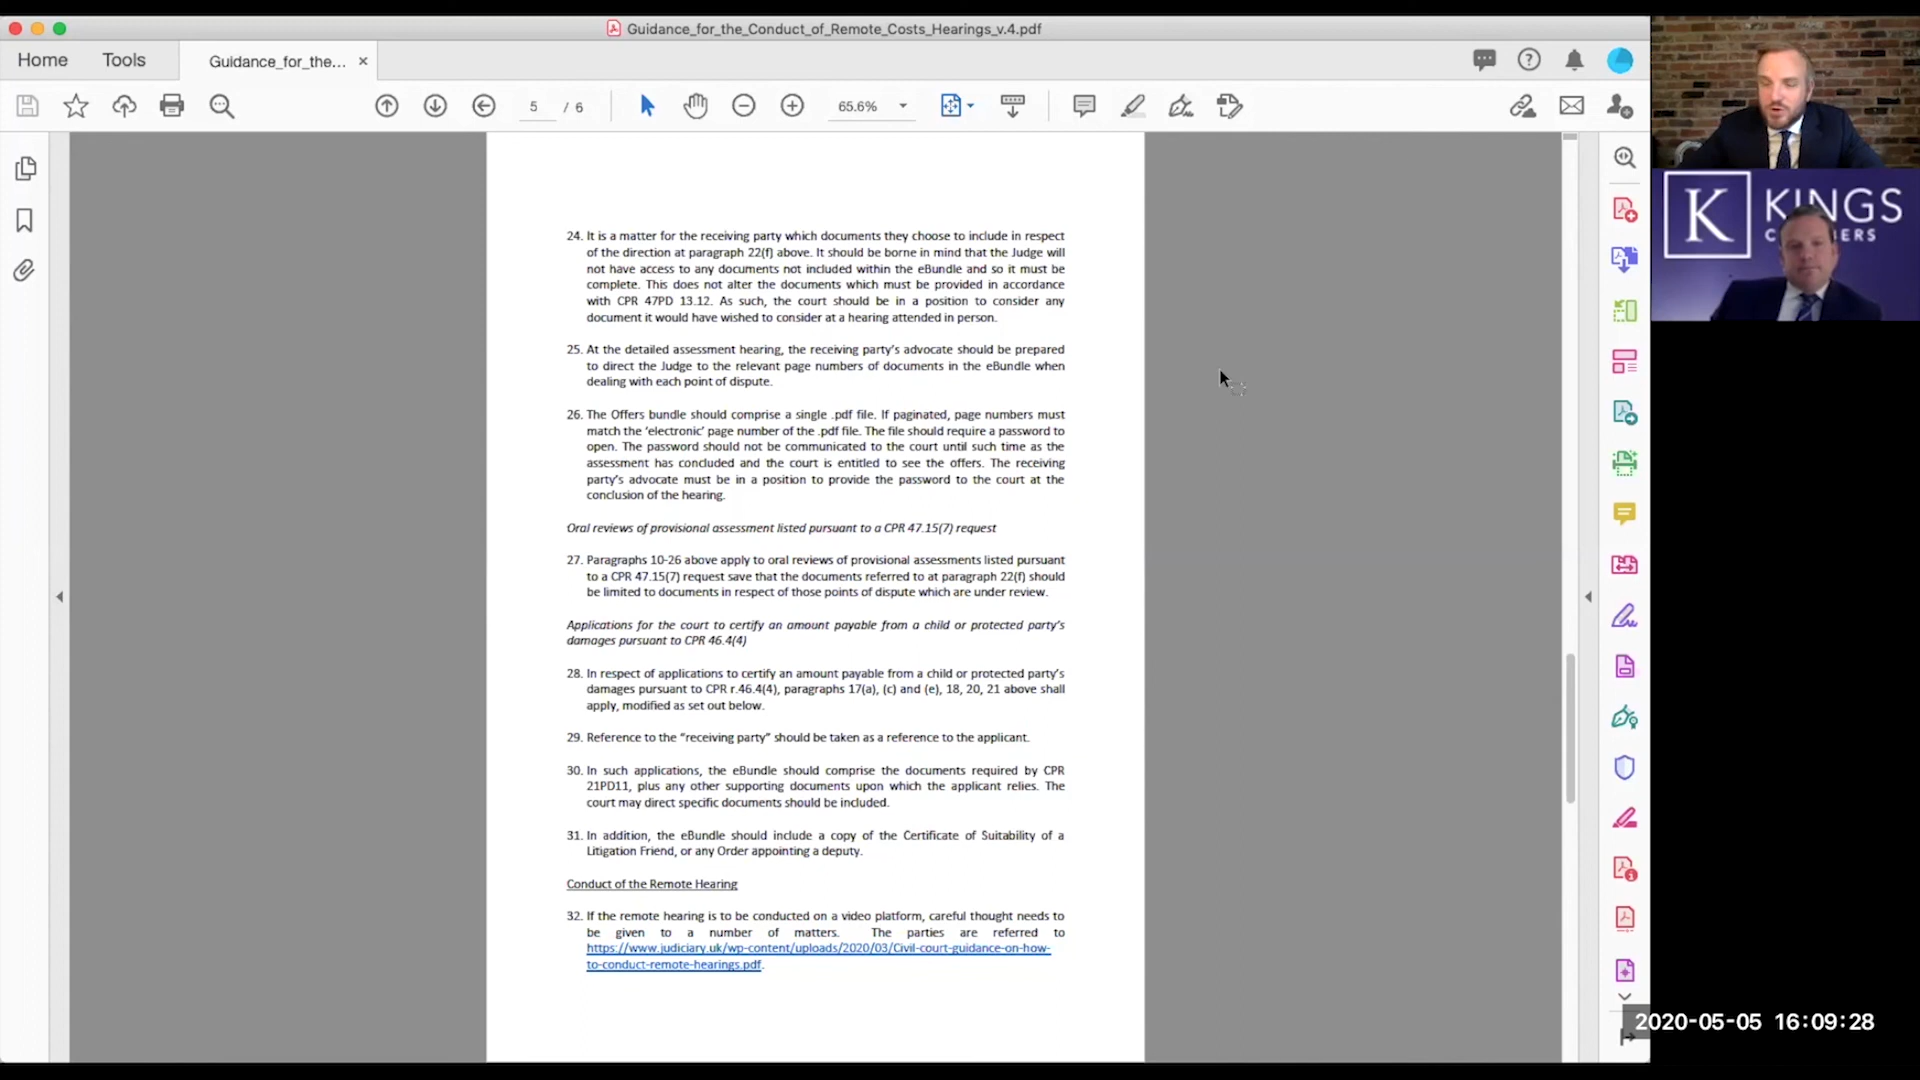 Guidance_for_the_Conduct_of_Remote_Costs_Hearings_v.4.pdf
Home Tools Guidance_for_the...
5 / 6 65.6%
24. It is a matter for the receiving party which documents they choose to include in respect
of the direction at paragraph 22(f) above. It should be borne in mind that the Judge will
not have access to any documents not included within the eBundle and so it must be
complete. This does not alter the documents which must be provided in accordance
with CPR 47PD 13.12. As such, the court should be in a position to consider any
document it would have wished to consider at a hearing attended in person.
25. At the detailed assessment hearing, the receiving party's advocate should be prepared
to direct the Judge to the relevant page numbers of documents in the eBundle when
dealing with each point of dispute.
26. The Offers bundle should comprise a single .pdf file. If paginated, page numbers must
match the 'electronic' page number of the .pdf file. The file should require a password to
open. The password should not be communicated to the court until such time as the
assessment has concluded and the court is entitled to see the offers. The receiving
party's advocate must be in a position to provide the password to the court at the
conclusion of the hearing.
Oral reviews of provisional assessment listed pursuant to a CPR 47.15(7) request
27. Paragraphs 10-26 above apply to oral reviews of provisional assessments listed pursuant
to a CPR 47.15(7) request save that the documents referred to at paragraph 22(f) should
be limited to documents in respect of those points of dispute which are under review.
Applications for the court to certify an amount payable from a child or protected party's
damages pursuant to CPR 46.4(4)
28. In respect of applications to certify an amount payable from a child or protected party's
damages pursuant to CPR r.46.4(4), paragraphs 17(a), (c) and (e), 18, 20, 21 above shall
apply, modified as set out below.
29. Reference to the "receiving party" should be taken as a reference to the applicant.
30. In such applications, the eBundle should comprise the documents required by CPR
21PD11, plus any other supporting documents upon which the applicant relies. The
court may direct specific documents should be included.
31. In addition, the eBundle should include a copy of the Certificate of Suitability of a
Litigation Friend, or any Order appointing a deputy.
Conduct of the Remote Hearing
32. If the remote hearing is to be conducted on a video platform, careful thought needs to
be given to a number of matters. The parties are referred to
https://www.judiciary.uk/wp-content/uploads/2020/03/Civil-court-guidance-on-how-
to-conduct-remote-hearings.pdf.
K KINGS
2020-05-05 16:09:28